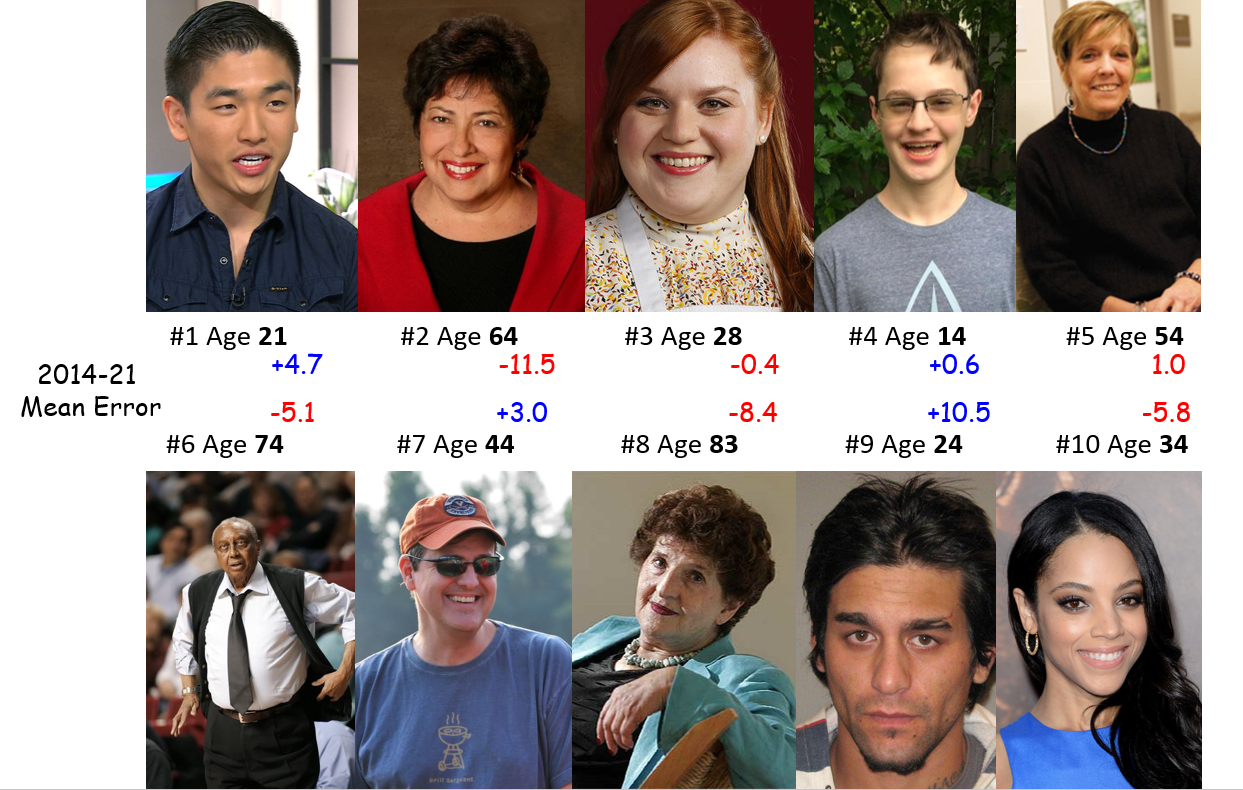 #1 Age 21
#2 Age 64
#3 Age 28
#4 Age 14
#5 Age 54
2014-21
Mean Error
+4.7
-11.5
-0.4
+0.6
1.0
-5.1
+3.0
-8.4
+10.5
-5.8
#6 Age 74
#7 Age 44
#8 Age 83
#9 Age 24
#10 Age 34
Grill Sergeant